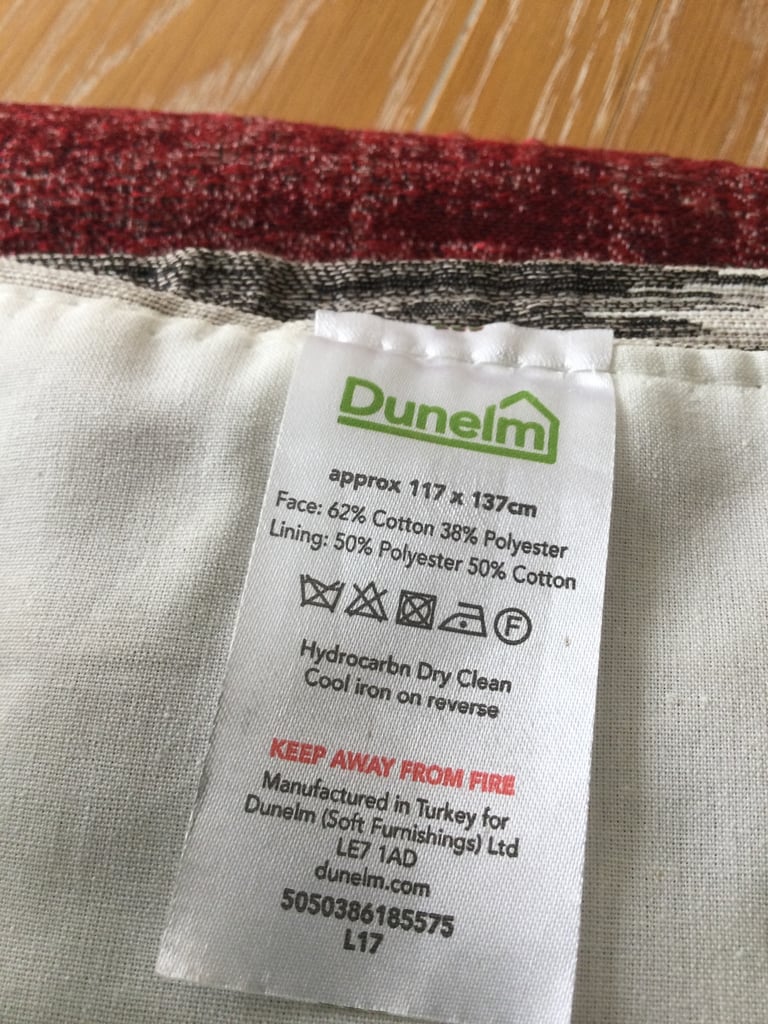 Dunelm
approx 117 x 137cm
Face: 62% Cotton 38% Polyester
Lining: 50% Polyester 50% Cotton
F
Hydrocarbn Dry Clean
Cool iron on reverse
KEEP AWAY FROM FIRE
Manufactured in Turkey for
Dunelm (Soft Furnishings) Ltd
LE7 1AD
dunelm.com
5050386185575
L17